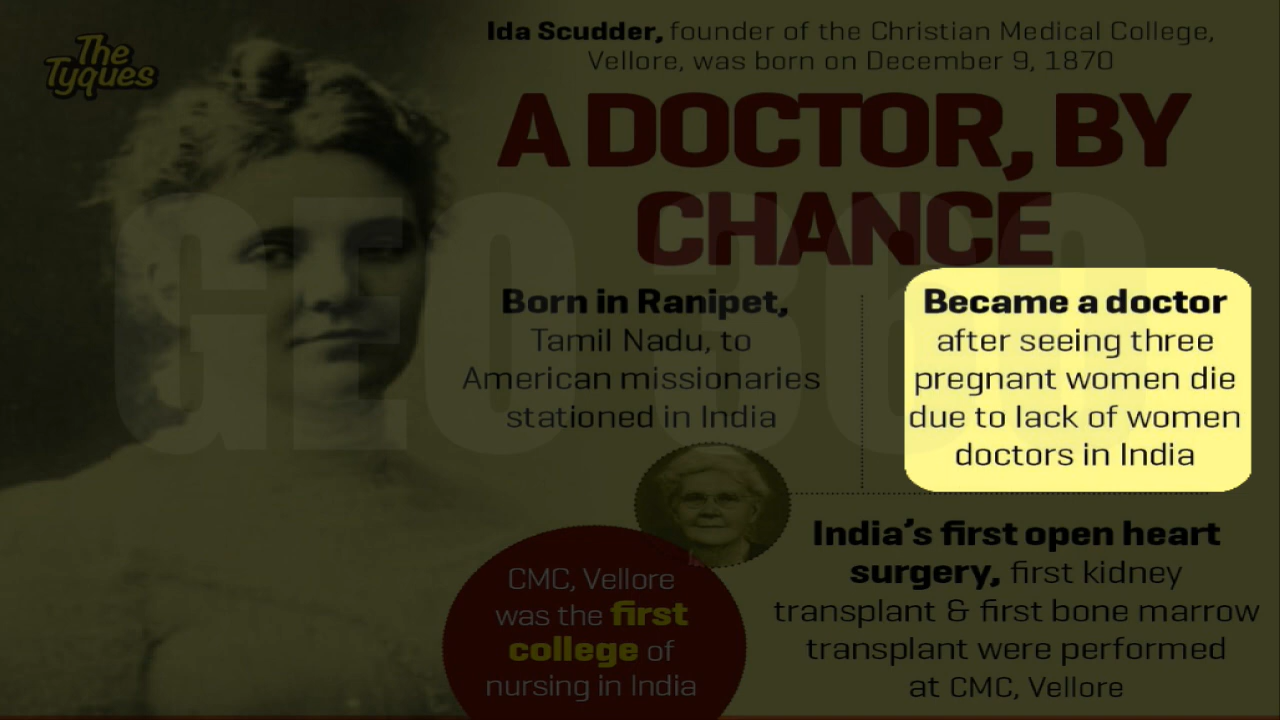 The
Tyques
Ida Scudder, founder of the Christian Medical College,
Vellore, was born on December 9, 1870
A DOCTOR, BY
CHANCE
GEO 360
Born in Ranipet,
Tamil Nadu, to
American missionaries
stationed in India
Became a doctor
after seeing three
pregnant women die
due to lack of women
doctors in India
CMC, Vellore
was the first
college of
nursing in India
India's first open heart
surgery, first kidney
transplant & first bone marrow
transplant were performed
at CMC, Vellore